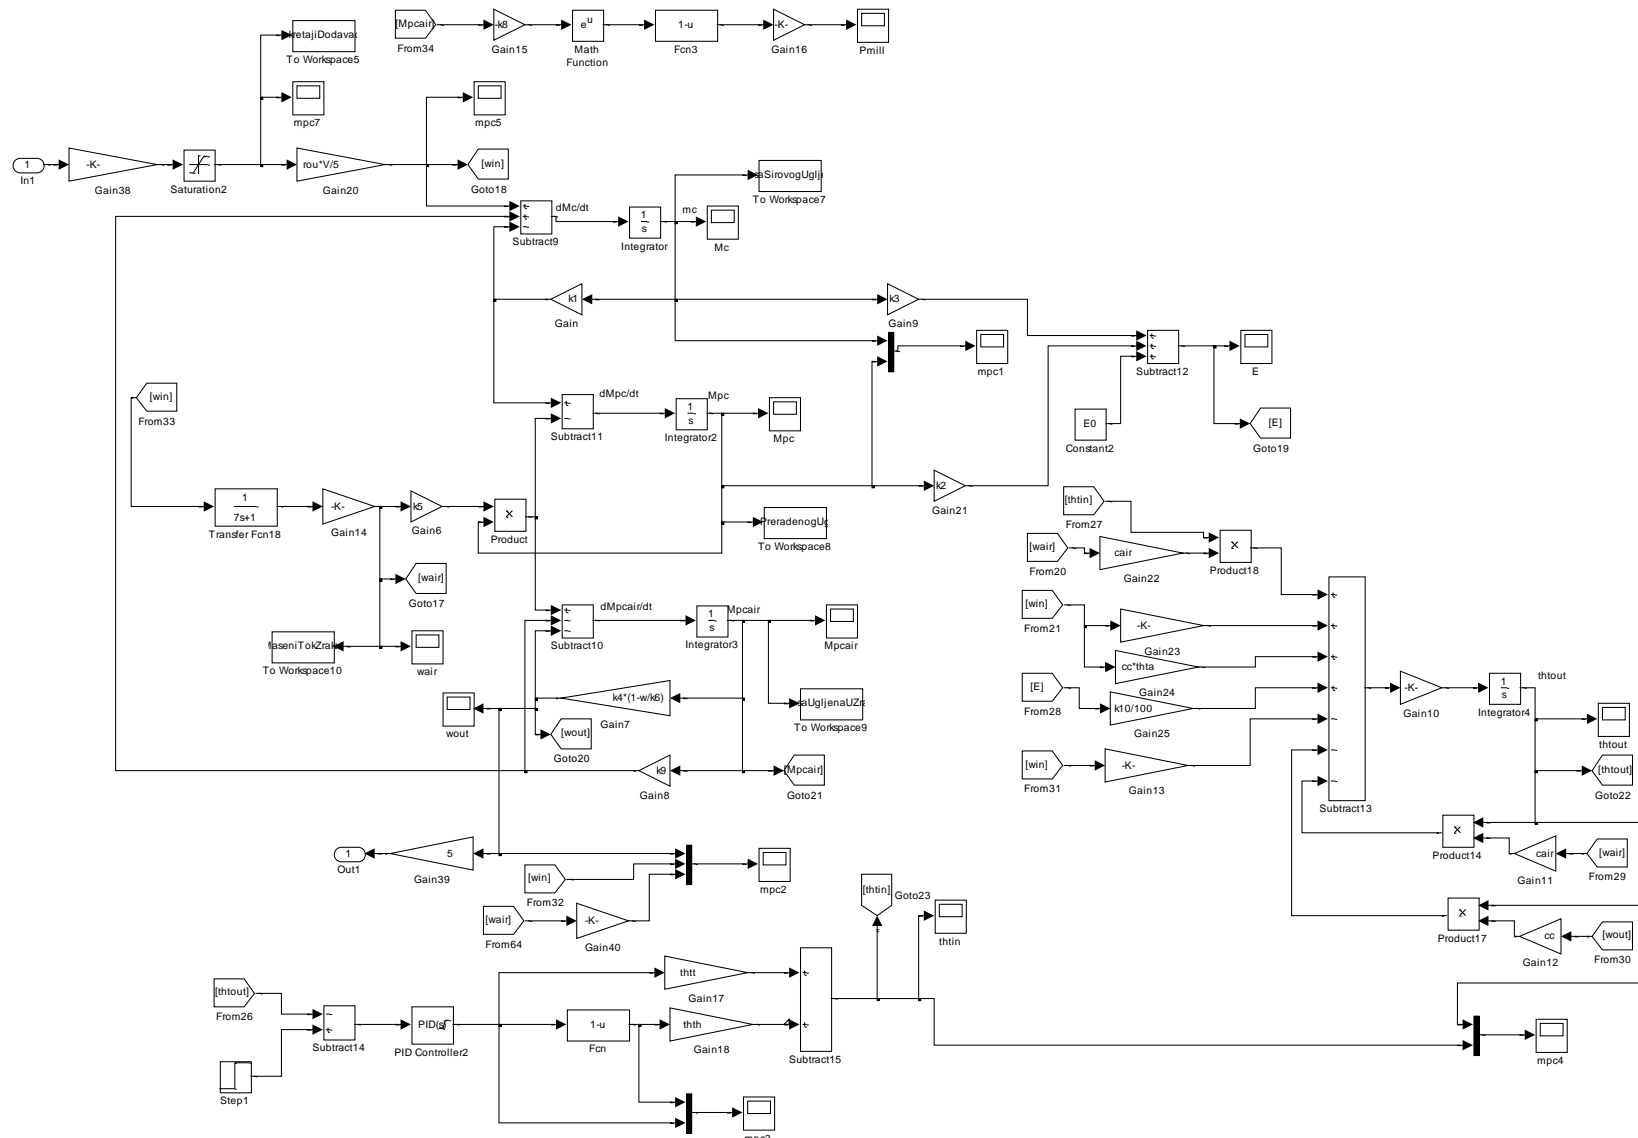 [Mpcair]
From34
-k8
Gain15
e^u
Math
Function
1-u
Fcn3
-K-
Gain16
Pmill
kretajiDodavac
To Workspace5
mpc7
mpc5
1
In1
-K-
Gain38
Saturation2
rou*V/5
Gain20
[win]
Goto18
+
+
−
Subtract9
dMc/dt
1
s
Integrator
mc
Mc
saSirovogUglj
To Workspace7
k1
Gain
k3
Gain9
mpc1
+
+
+
Subtract12
E
E0
Constant2
[E]
Goto19
[win]
From33
+
−
Subtract11
dMpc/dt
1
s
Integrator2
Mpc
Mpc
k2
Gain21
1
7s+1
Transfer Fcn18
-K-
Gain14
k5
Gain6
×
Product
PreradenogUg
To Workspace8
[wair]
Goto17
MaseniTokZrak
To Workspace10
wair
+
−
−
Subtract10
dMpcair/dt
1
s
Integrator3
Mpcair
Mpcair
k4*(1-w/k6)
Gain7
saUgljenaUZra
To Workspace9
wout
[wout]
Goto20
k9
Gain8
[Mpcair]
Goto21
[thtin]
From27
[wair]
From20
cair
Gain22
×
Product18
[win]
From21
-K-
Gain23
cc*thta
Gain24
[E]
From28
k10/100
Gain25
[win]
From31
-K-
Gain13
+
+
+
+
−
−
−
Subtract13
-K-
Gain10
1
s
Integrator4
thtout
thtout
[thtout]
Goto22
×
Product14
cair
Gain11
[wair]
From29
×
Product17
cc
Gain12
[wout]
From30
1
Out1
5
Gain39
[win]
From32
[wair]
From64
-K-
Gain40
mpc2
[thtin]
Goto23
thtin
[thtout]
From26
Step1
−
+
Subtract14
PID(s)
PID Controller2
1-u
Fcn
thtt
Gain17
thth
Gain18
+
+
Subtract15
mpc4